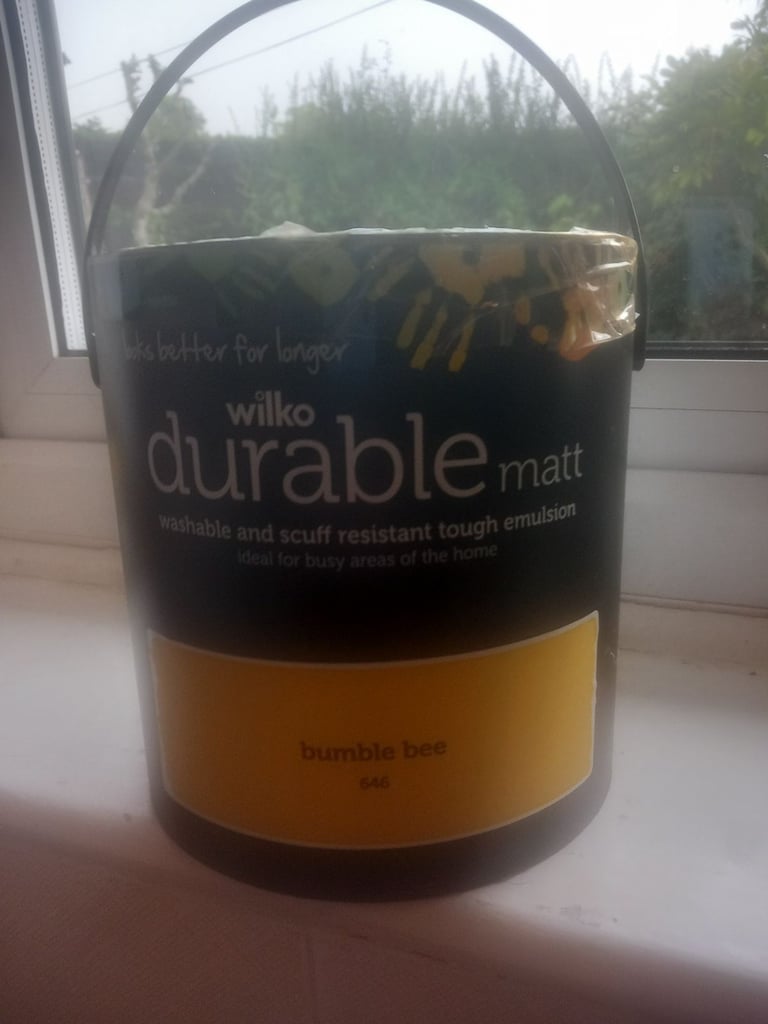 looks better for longer
wilko
durable matt
washable and scuff resistant tough emulsion
ideal for busy areas of the home
bumble bee
646